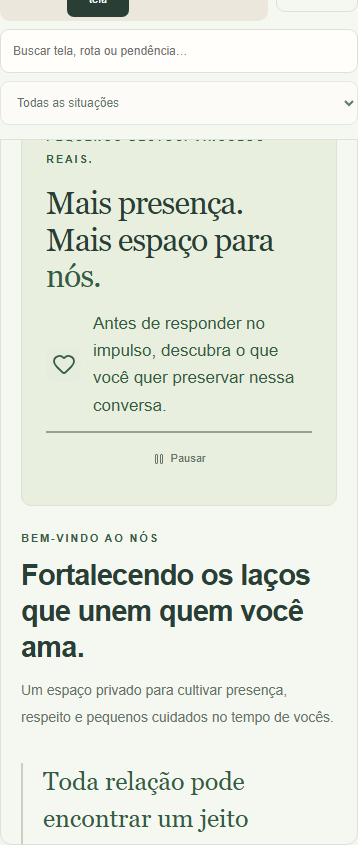 tela
Buscar tela, rota ou pendência...
Todas as situações
REAIS.
Mais presença.
Mais espaço para
nós.
Antes de responder no
impulso, descubra o que
você quer preservar nessa
conversa.
Pausar
BEM-VINDO AO NÓS
Fortalecendo os laços
que unem quem você
ama.
Um espaço privado para cultivar presença,
respeito e pequenos cuidados no tempo de vocês.
Toda relação pode
encontrar um jeito